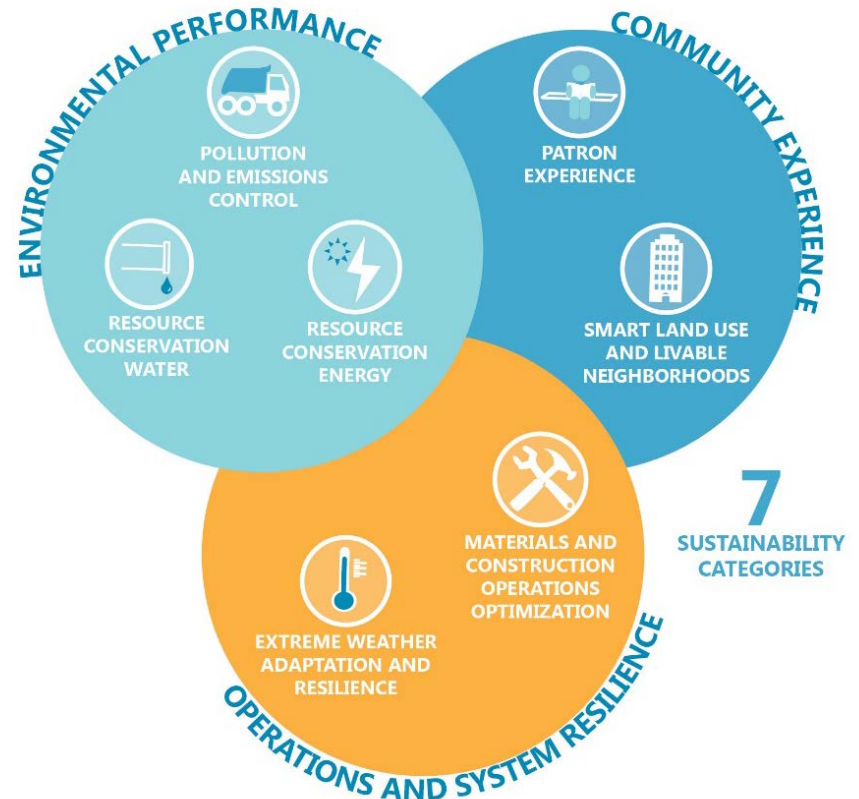 ENVIRONMENTAL PERFORMANCE
POLLUTION
AND EMISSIONS
CONTROL
RESOURCE
CONSERVATION
WATER
RESOURCE
CONSERVATION
ENERGY
COMMUNITY EXPERIENCE
PATRON
EXPERIENCE
SMART LAND USE
AND LIVABLE
NEIGHBORHOODS
MATERIALS AND
CONSTRUCTION
OPERATIONS
OPTIMIZATION
EXTREME WEATHER
ADAPTATION AND
RESILIENCE
OPERATIONS AND SYSTEM RESILIENCE
7
SUSTAINABILITY
CATEGORIES